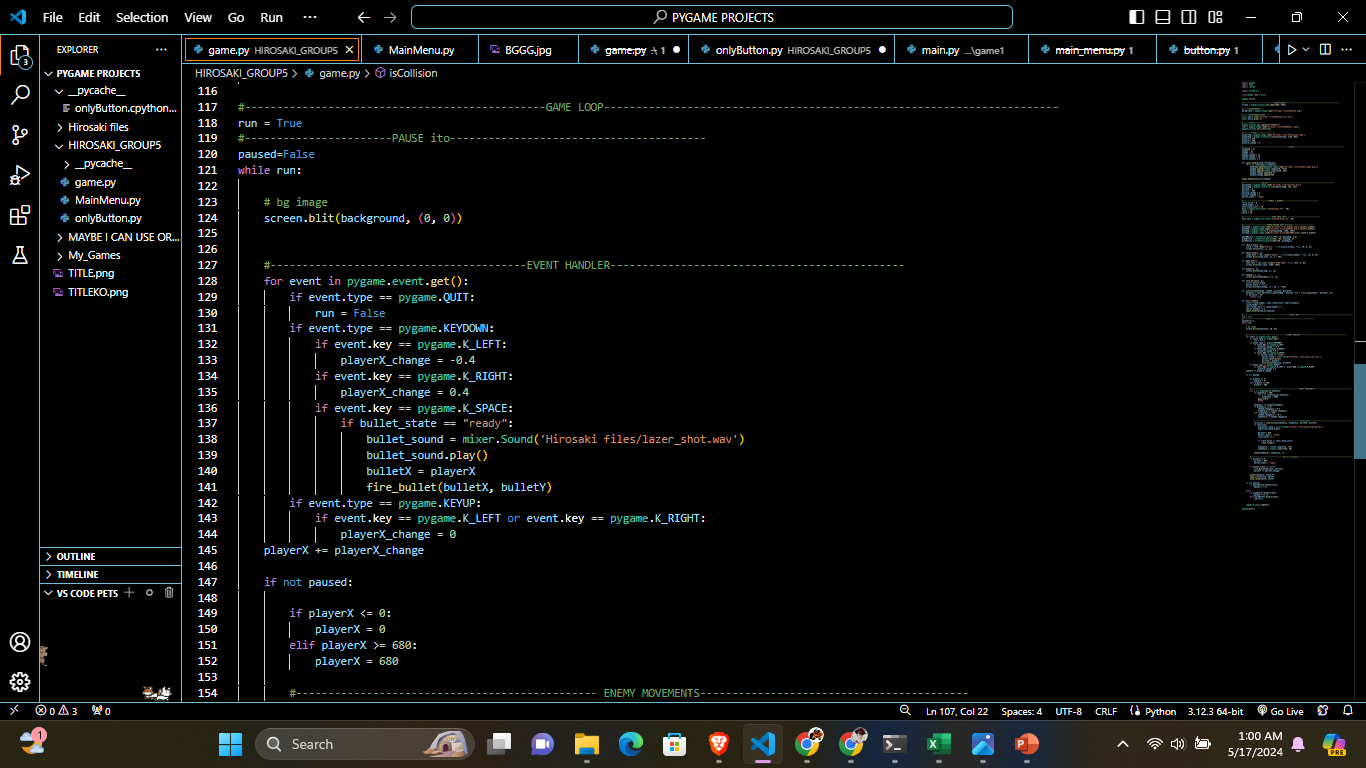 File Edit Selection View Go Run ··· PYGAME PROJECTS
EXPLORER ···
game.py HIROSAKI_GROUP5 MainMenu.py BGGG.jpg game.py ..\ 1 onlyButton.py HIROSAKI_GROUP5 main.py ...\game1 main_menu.py 1 button.py 1
HIROSAKI_GROUP5 > game.py > isCollision
PYGAME PROJECTS
__pycache__
onlyButton.cpython...
Hirosaki files
HIROSAKI_GROUP5
__pycache__
game.py
MainMenu.py
onlyButton.py
MAYBE I CAN USE OR...
My_Games
TITLE.png
TITLEKO.png
OUTLINE
TIMELINE
VS CODE PETS
3
116
117 #-----------------------------------------------GAME LOOP-----------------------------------------------------------------------
118 run = True
119 #-----------------------PAUSE ito----------------------------------------
120 paused=False
121 while run:
122
123     # bg image
124     screen.blit(background, (0, 0))
125
126
127     #----------------------------------------EVENT HANDLER----------------------------------------------
128     for event in pygame.event.get():
129         if event.type == pygame.QUIT:
130             run = False
131         if event.type == pygame.KEYDOWN:
132             if event.key == pygame.K_LEFT:
133                 playerX_change = -0.4
134             if event.key == pygame.K_RIGHT:
135                 playerX_change = 0.4
136             if event.key == pygame.K_SPACE:
137                 if bullet_state == "ready":
138                     bullet_sound = mixer.Sound('Hirosaki files/lazer_shot.wav')
139                     bullet_sound.play()
140                     bulletX = playerX
141                     fire_bullet(bulletX, bulletY)
142         if event.type == pygame.KEYUP:
143             if event.key == pygame.K_LEFT or event.key == pygame.K_RIGHT:
144                 playerX_change = 0
145     playerX += playerX_change
146
147     if not paused:
148
149         if playerX <= 0:
150             playerX = 0
151         elif playerX >= 680:
152             playerX = 680
153
154         #----------------------------------------------- ENEMY MOVEMENTS------------------------------------------
0 3 0 Ln 107, Col 22 Spaces: 4 UTF-8 CRLF Python 3.12.3 64-bit Go Live
1 Search 1:00 AM
5/17/2024
PRE